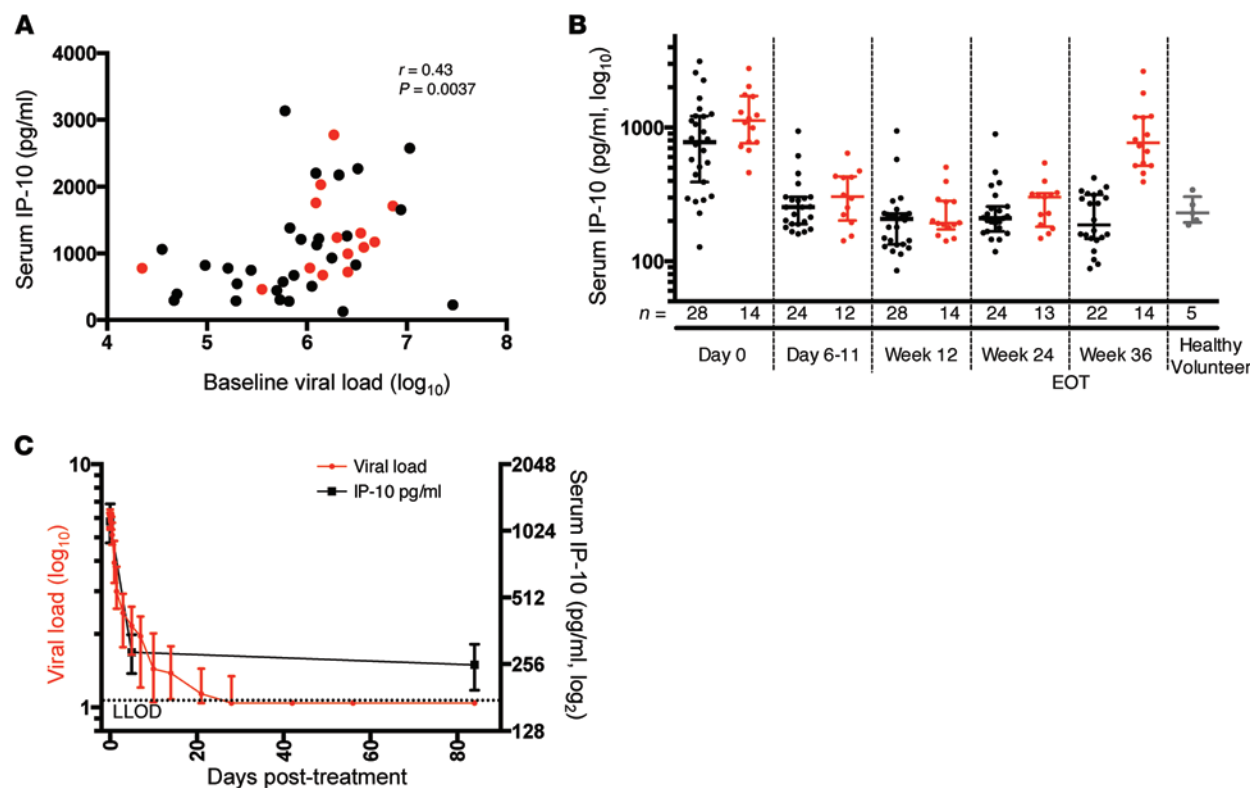 A
4000
3000
2000
1000
0
Serum IP-10 (pg/ml)
r = 0.43
P = 0.0037
4 5 6 7 8
Baseline viral load (log10)
B
Serum IP-10 (pg/ml, log10)
1000
100
n = 28 14 24 12 28 14 24 13 22 14 5
Day 0 Day 6-11 Week 12 Week 24 Week 36 Healthy
Volunteer
EOT
C
10
1
Viral load (log10)
Viral load
IP-10 pg/ml
LLOD
2048
1024
512
256
128
Serum IP-10 (pg/ml, log2)
0 20 40 60 80
Days post-treatment